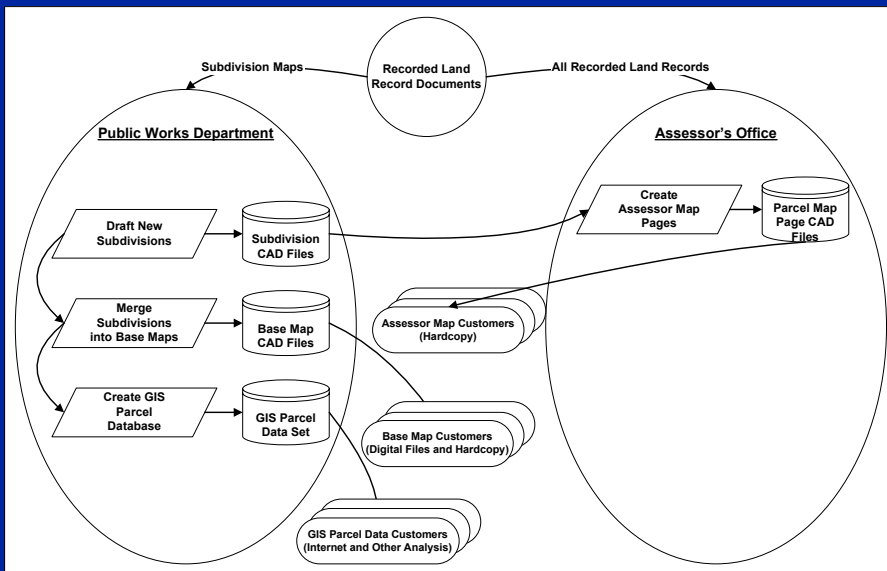 Subdivision Maps
Recorded Land
Record Documents
All Recorded Land Records
Public Works Department
Assessor's Office
Draft New
Subdivisions
Subdivision
CAD Files
Create
Assessor Map
Pages
Parcel Map
Page CAD
Files
Merge
Subdivisions
into Base Maps
Base Map
CAD Files
Assessor Map Customers
(Hardcopy)
Create GIS
Parcel
Database
GIS Parcel
Data Set
Base Map Customers
(Digital Files and Hardcopy)
GIS Parcel Data Customers
(Internet and Other Analysis)